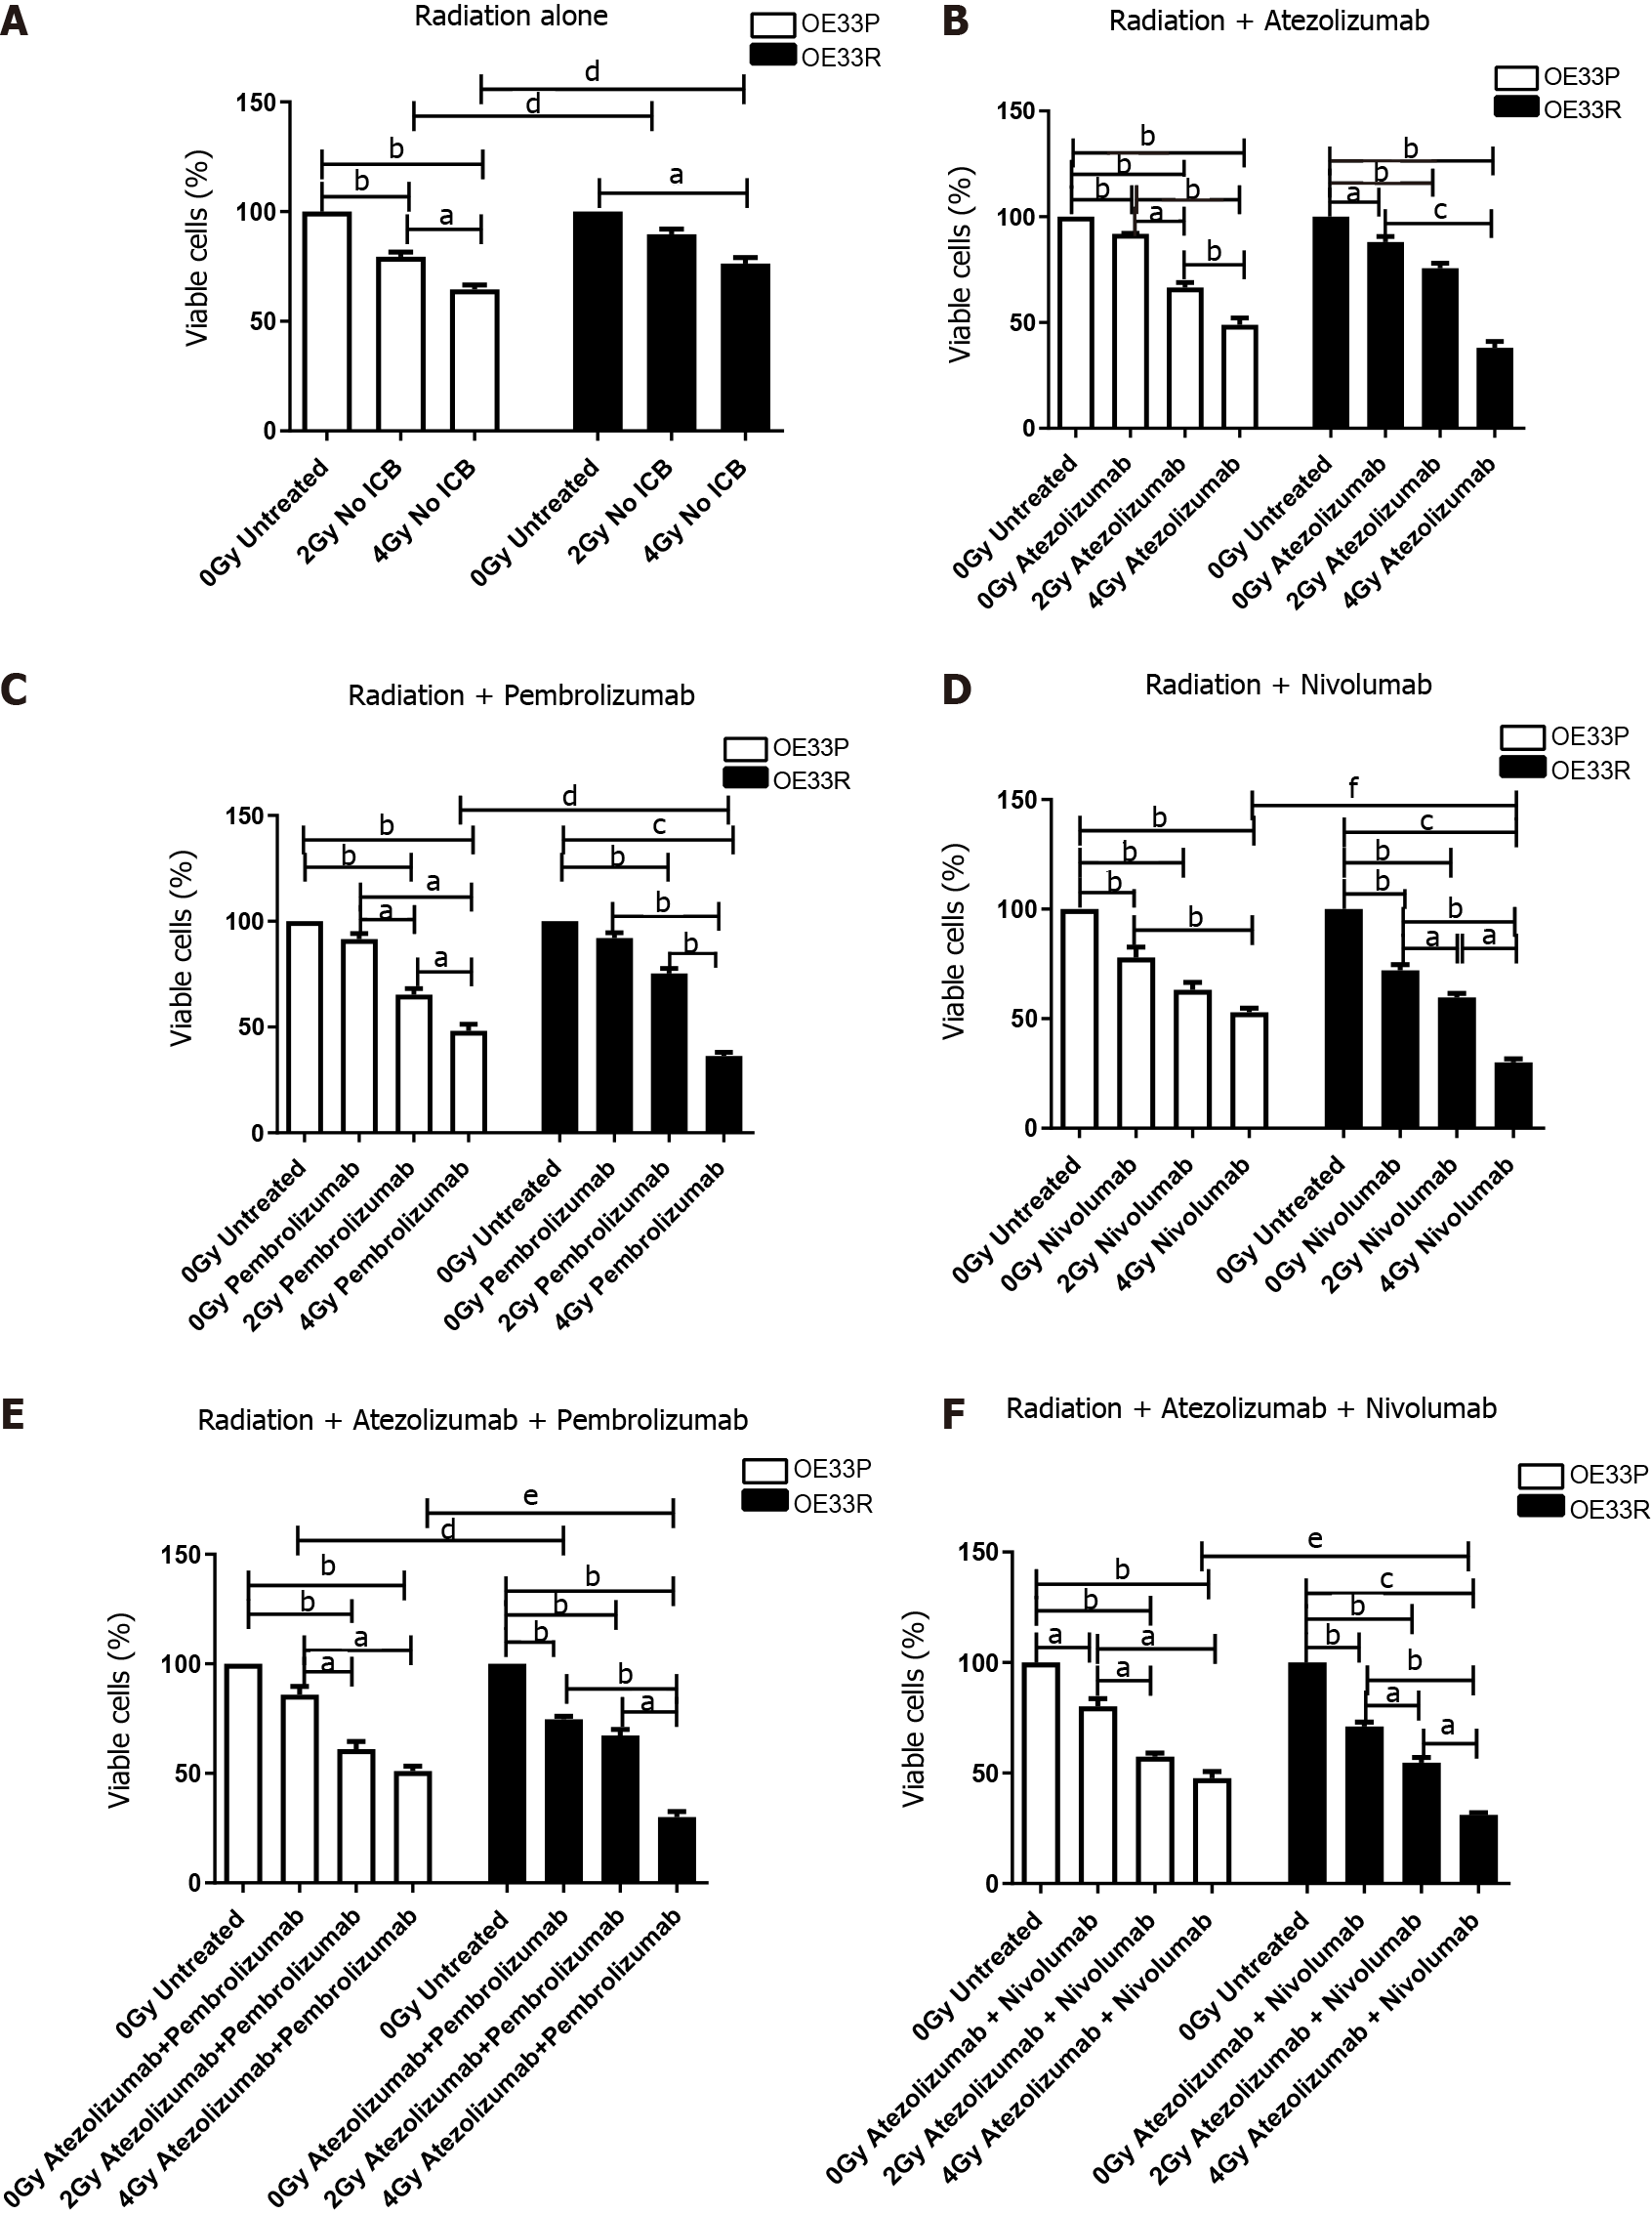 A
Radiation alone
OE33P
OE33R
Viable cells (%)
150
100
50
0
d
d
b
b
a
a
0Gy Untreated
2Gy No ICB
4Gy No ICB
0Gy Untreated
2Gy No ICB
4Gy No ICB
B
Radiation + Atezolizumab
OE33P
OE33R
Viable cells (%)
150
100
50
0
b
b
b
b
a
b
b
b
a
c
0Gy Untreated
0Gy Atezolizumab
2Gy Atezolizumab
4Gy Atezolizumab
0Gy Untreated
0Gy Atezolizumab
2Gy Atezolizumab
4Gy Atezolizumab
C
Radiation + Pembrolizumab
OE33P
OE33R
Viable cells (%)
150
100
50
0
d
b
c
b
b
a
a
b
b
a
0Gy Untreated
0Gy Pembrolizumab
2Gy Pembrolizumab
4Gy Pembrolizumab
0Gy Untreated
0Gy Pembrolizumab
2Gy Pembrolizumab
4Gy Pembrolizumab
D
Radiation + Nivolumab
OE33P
OE33R
Viable cells (%)
150
100
50
0
f
b
c
b
b
b
b
b
b
a
a
0Gy Untreated
0Gy Nivolumab
2Gy Nivolumab
4Gy Nivolumab
0Gy Untreated
0Gy Nivolumab
2Gy Nivolumab
4Gy Nivolumab
E
Radiation + Atezolizumab + Pembrolizumab
OE33P
OE33R
Viable cells (%)
150
100
50
0
e
d
b
b
b
b
b
a
a
b
a
0Gy Untreated
0Gy Atezolizumab+Pembrolizumab
2Gy Atezolizumab+Pembrolizumab
4Gy Atezolizumab+Pembrolizumab
0Gy Untreated
0Gy Atezolizumab+Pembrolizumab
2Gy Atezolizumab+Pembrolizumab
4Gy Atezolizumab+Pembrolizumab
F
Radiation + Atezolizumab + Nivolumab
OE33P
OE33R
Viable cells (%)
150
100
50
0
e
b
c
b
b
a
a
b
a
b
a
a
0Gy Untreated
0Gy Atezolizumab + Nivolumab
2Gy Atezolizumab + Nivolumab
4Gy Atezolizumab + Nivolumab
0Gy Untreated
0Gy Atezolizumab + Nivolumab
2Gy Atezolizumab + Nivolumab
4Gy Atezolizumab + Nivolumab